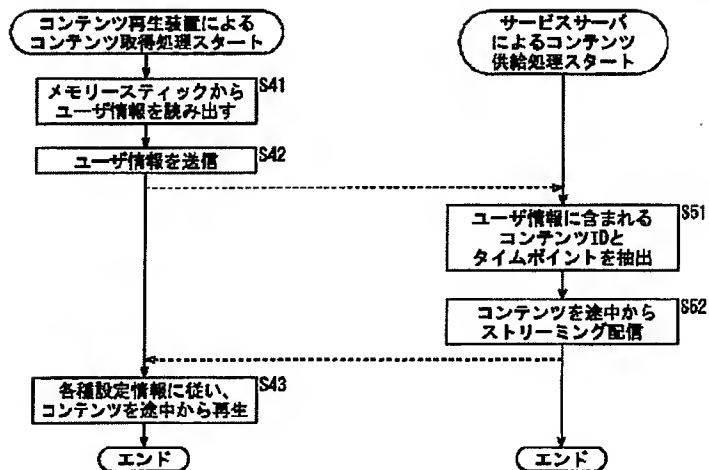 コンテンツ再生装置による
コンテンツ取得処理スタート
メモリースティックから
ユーザ情報を読み出す
S41
ユーザ情報を送信
S42
各種設定情報に従い、
コンテンツを途中から再生
S43
エンド
サービスサーバ
によるコンテンツ
供給処理スタート
ユーザ情報に含まれる
コンテンツIDと
タイムポイントを抽出
S51
コンテンツを途中から
ストリーミング配信
S52
エンド